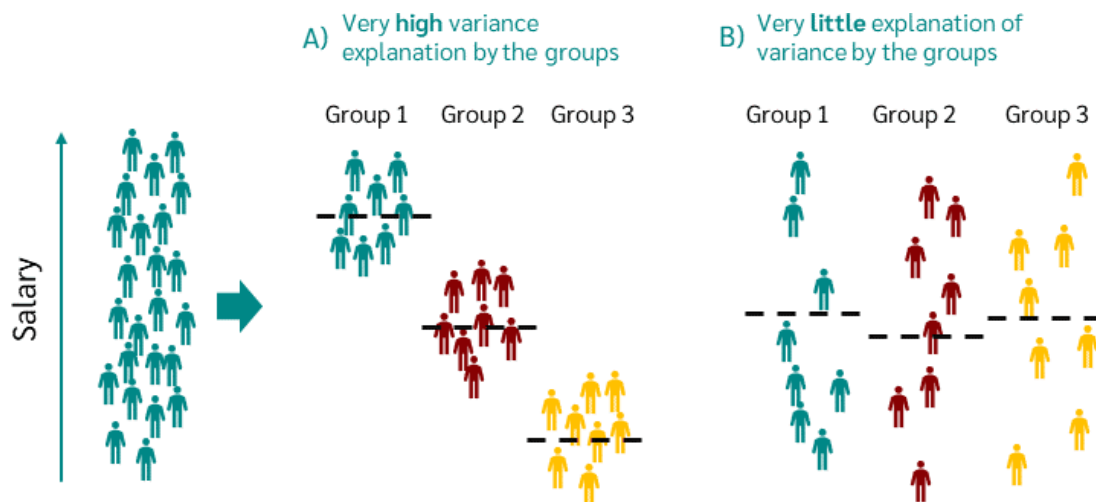 A) Very high variance
explanation by the groups
Group 1 Group 2 Group 3
B) Very little explanation of
variance by the groups
Group 1 Group 2 Group 3
Salary